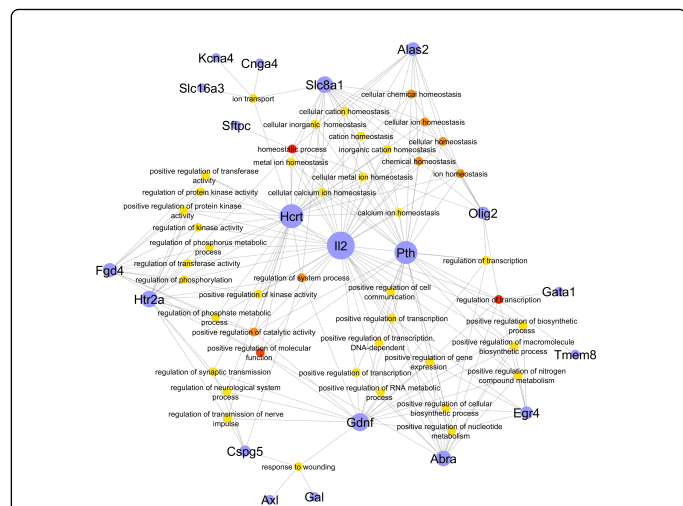 Kcna4
Cnga4
Alas2
Slc16a3
Slc8a1
ion transport
cellular chemical homeostasis
cellular cation homeostasis
Sftpc
cellular inorganic homeostasis
cellular ion homeostasis
cation homeostasis
cellular homeostasis
homeostatic process
inorganic cation homeostasis
metal ion homeostasis
chemical homeostasis
positive regulation of transferase
activity
cellular metal ion homeostasis
ion homeostasis
regulation of protein kinase activity
cellular calcium ion homeostasis
positive regulation of protein kinase
activity
Hcrt
calcium ion homeostasis
Olig2
regulation of kinase activity
regulation of phosphorus metabolic
process
Il2
Pth
regulation of transferase activity
regulation of transcription
Fgd4
regulation of phosphorylation
regulation of system process
positive regulation of cell
communication
Gata1
Htr2a
positive regulation of kinase activity
regulation of transcription
regulation of phosphate metabolic
process
positive regulation of transcription
positive regulation of biosynthetic
process
positive regulation of catalytic activity
positive regulation of transcription,
DNA-dependent
positive regulation of macromolecule
biosynthetic process
Tmem8
positive regulation of molecular
function
positive regulation of gene
expression
regulation of synaptic transmission
positive regulation of transcription
positive regulation of nitrogen
compound metabolism
regulation of neurological system
process
positive regulation of RNA metabolic
process
positive regulation of cellular
biosynthetic process
regulation of transmission of nerve
impulse
Gdnf
Egr4
positive regulation of nucleotide
metabolism
Cspg5
Abra
response to wounding
Axl
Gal